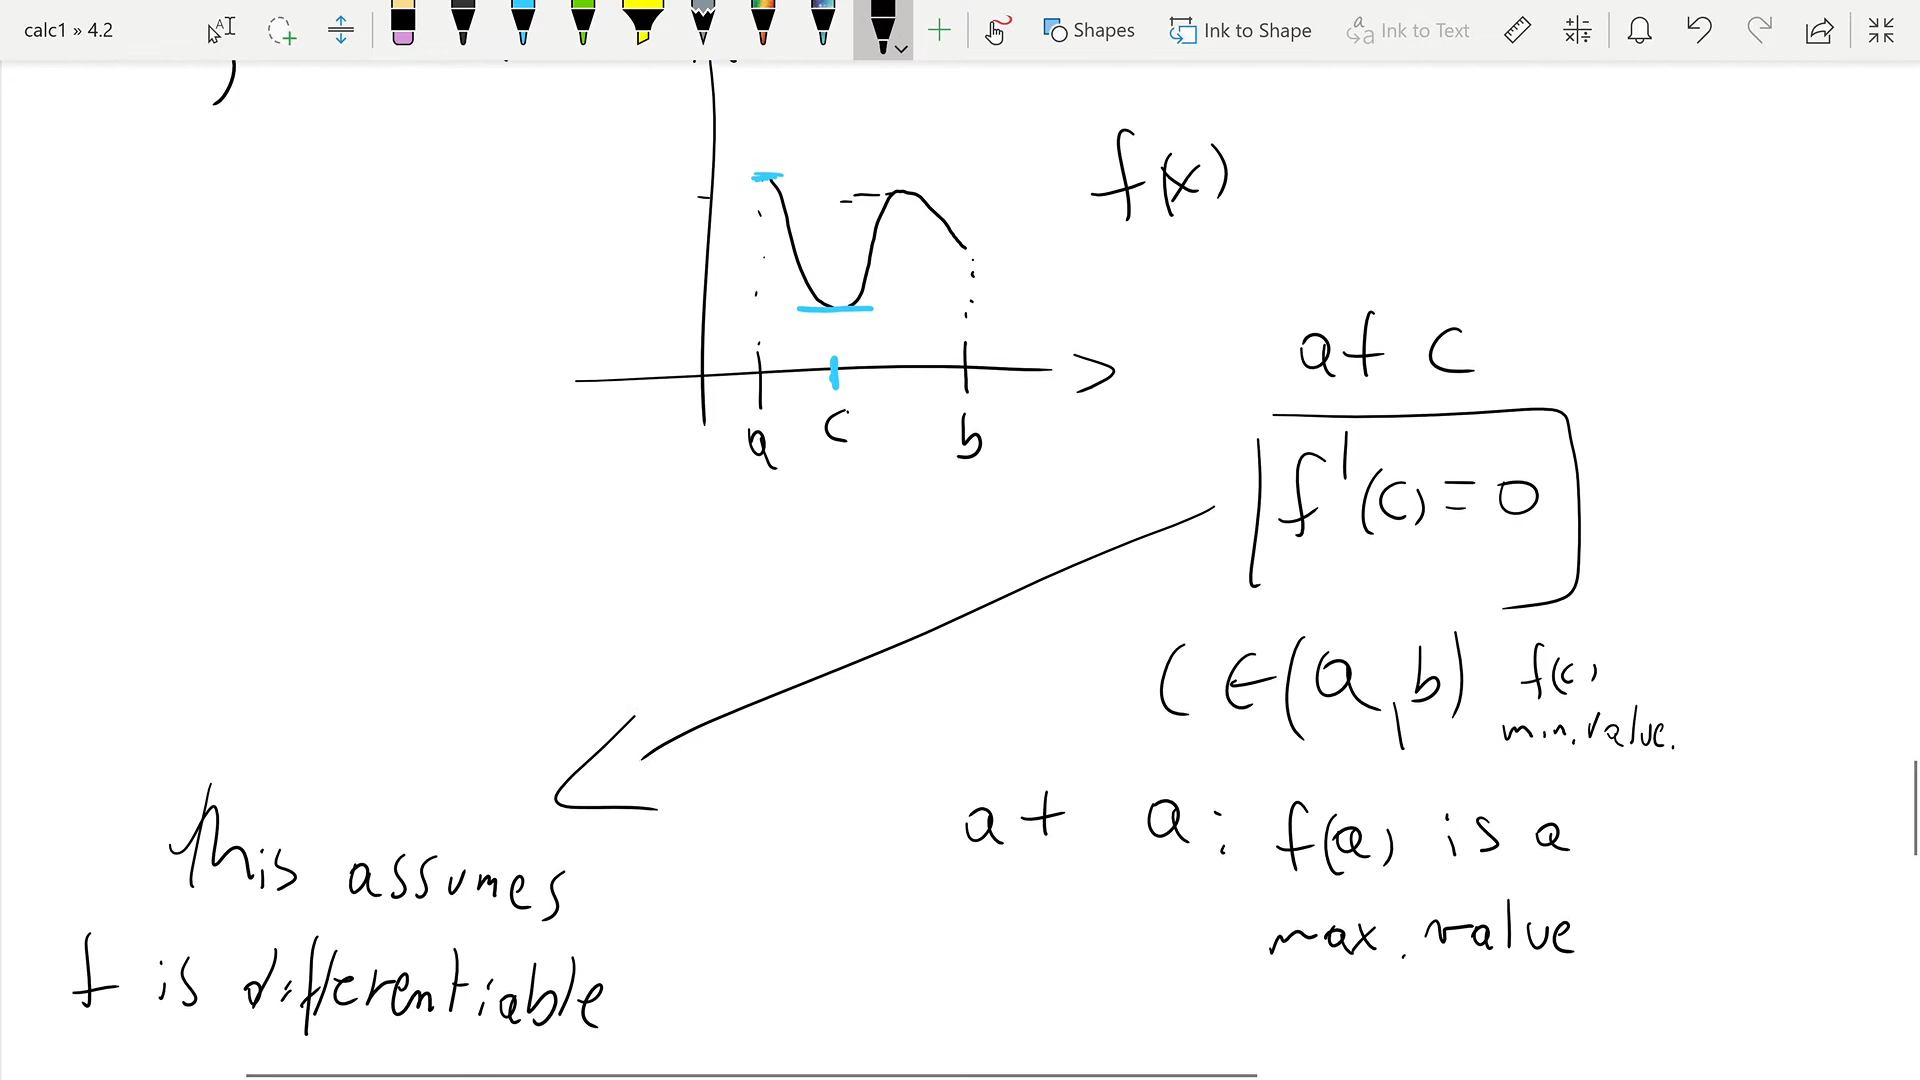 calc1 » 4.2
Shapes
Ink to Shape
Ink to Text
f(x)
a
c
b
at c
f'(c) = 0
c ∈ (a, b) f(c)
min. value.
at a: f(a) is a
max. value
this assumes
f is differentiable